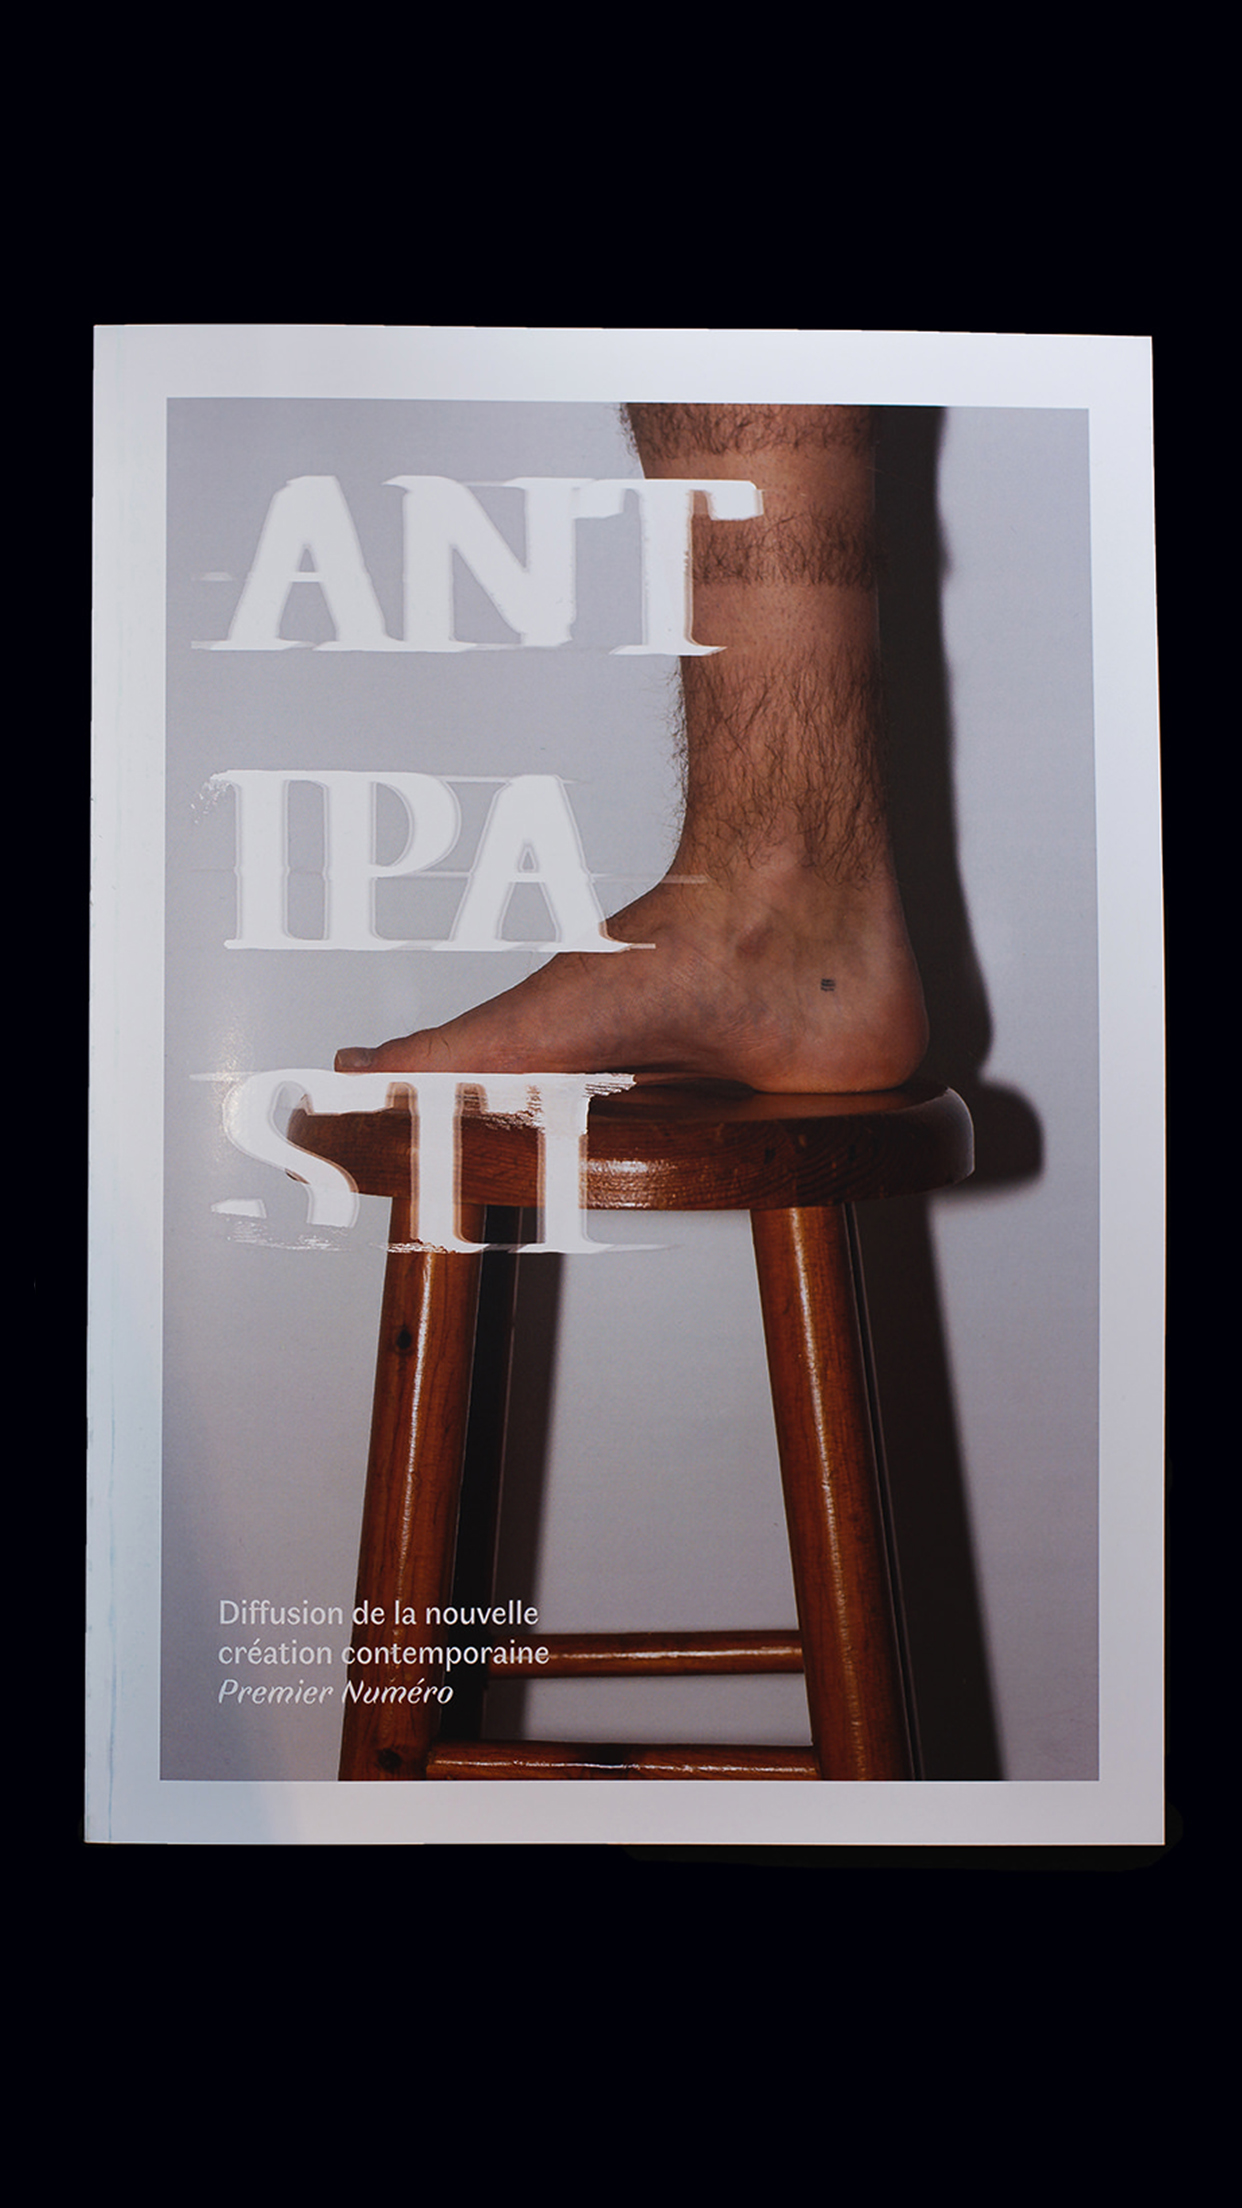 ANT
IPA
STI
Diffusion de la nouvelle
création contemporaine
Premier Numéro